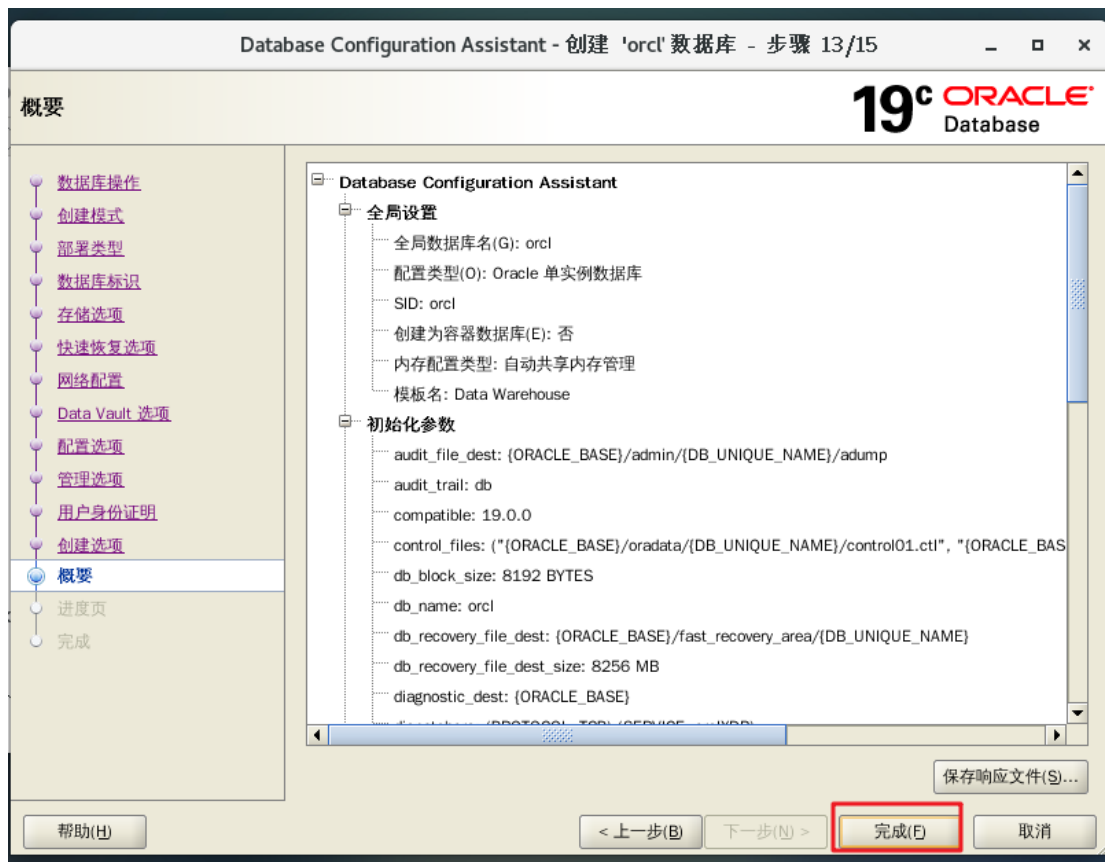 Database Configuration Assistant - 创建 'orcl' 数据库 - 步骤 13/15
概要
19c ORACLE
Database
数据库操作
创建模式
部署类型
数据库标识
存储选项
快速恢复选项
网络配置
Data Vault 选项
配置选项
管理选项
用户身份证明
创建选项
概要
进度页
完成
Database Configuration Assistant
全局设置
全局数据库名(G): orcl
配置类型(O): Oracle 单实例数据库
SID: orcl
创建为容器数据库(E): 否
内存配置类型: 自动共享内存管理
模板名: Data Warehouse
初始化参数
audit_file_dest: {ORACLE_BASE}/admin/{DB_UNIQUE_NAME}/adump
audit_trail: db
compatible: 19.0.0
control_files: ("{ORACLE_BASE}/oradata/{DB_UNIQUE_NAME}/control01.ctl", "{ORACLE_BAS
db_block_size: 8192 BYTES
db_name: orcl
db_recovery_file_dest: {ORACLE_BASE}/fast_recovery_area/{DB_UNIQUE_NAME}
db_recovery_file_dest_size: 8256 MB
diagnostic_dest: {ORACLE_BASE}
保存响应文件(S)...
帮助(H)
< 上一步(B)
下一步(N) >
完成(F)
取消